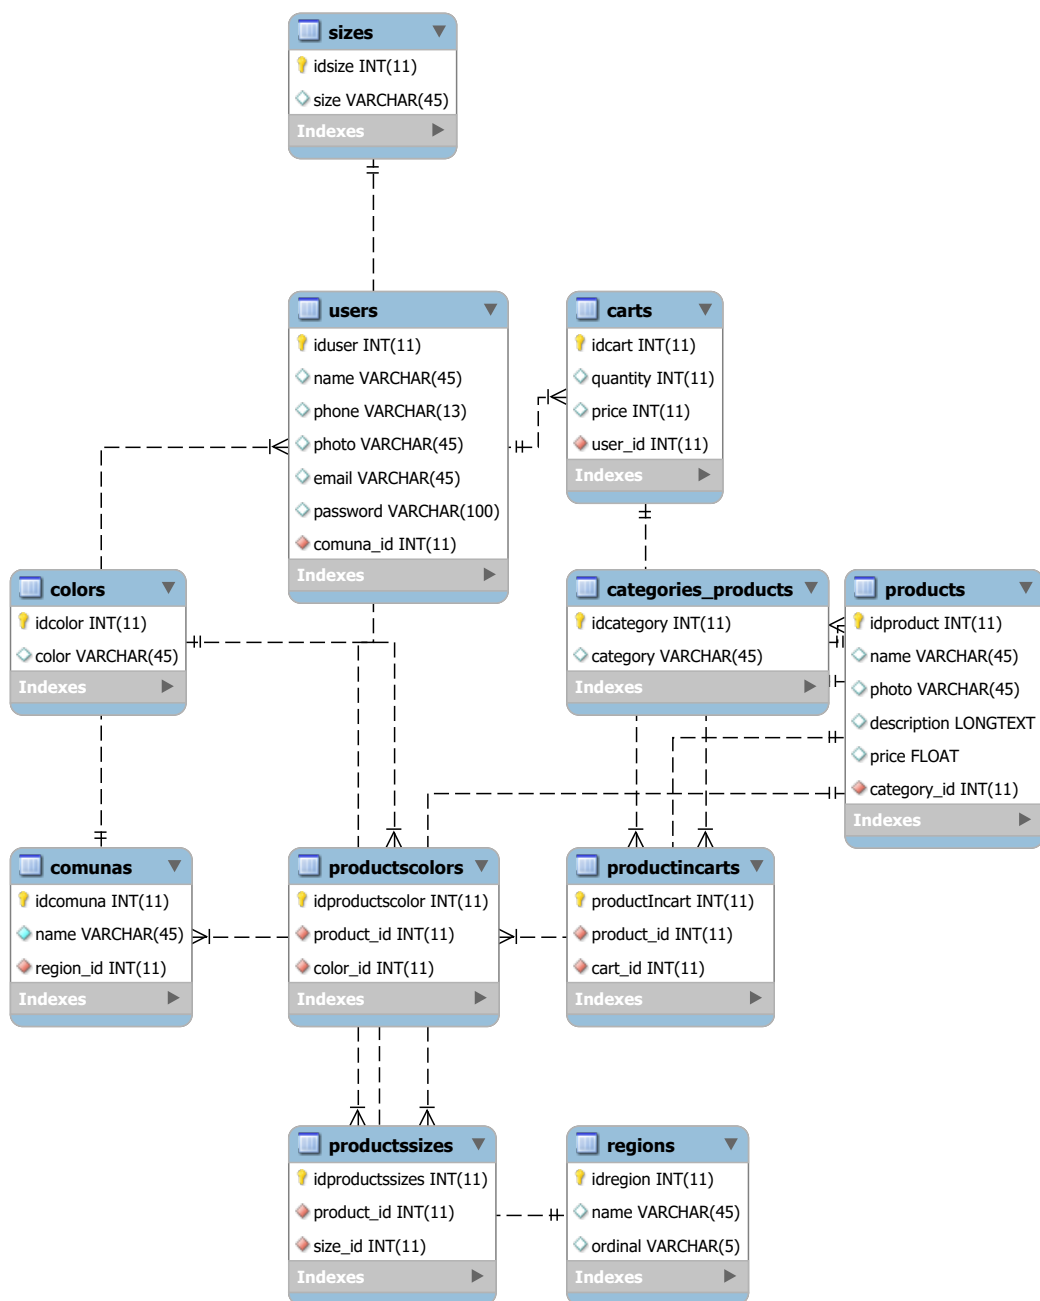 sizes
idsize INT(11)
size VARCHAR(45)
Indexes
users
iduser INT(11)
name VARCHAR(45)
phone VARCHAR(13)
photo VARCHAR(45)
email VARCHAR(45)
password VARCHAR(100)
comuna_id INT(11)
Indexes
carts
idcart INT(11)
quantity INT(11)
price INT(11)
user_id INT(11)
Indexes
colors
idcolor INT(11)
color VARCHAR(45)
Indexes
categories_products
idcategory INT(11)
category VARCHAR(45)
Indexes
products
idproduct INT(11)
name VARCHAR(45)
photo VARCHAR(45)
description LONGTEXT
price FLOAT
category_id INT(11)
Indexes
comunas
idcomuna INT(11)
name VARCHAR(45)
region_id INT(11)
Indexes
productscolors
idproductscolor INT(11)
product_id INT(11)
color_id INT(11)
Indexes
productincarts
productIncart INT(11)
product_id INT(11)
cart_id INT(11)
Indexes
productssizes
idproductssizes INT(11)
product_id INT(11)
size_id INT(11)
Indexes
regions
idregion INT(11)
name VARCHAR(45)
ordinal VARCHAR(5)
Indexes